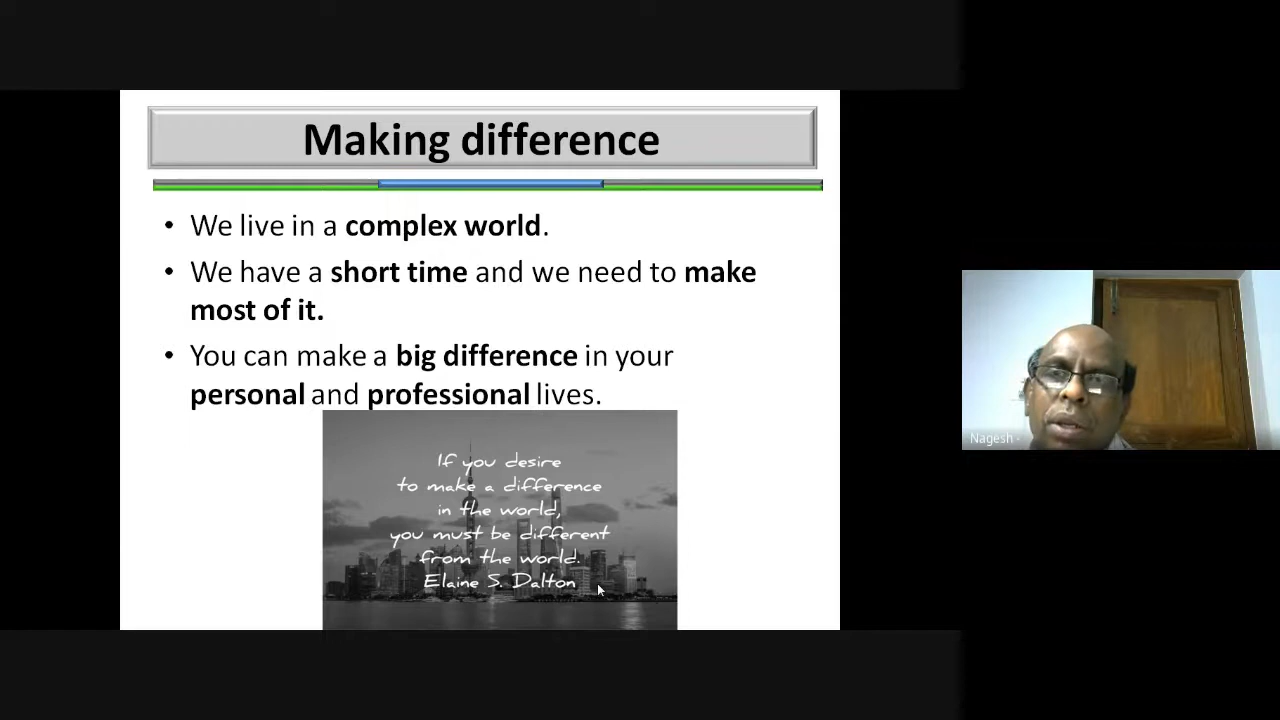 Making difference
• We live in a complex world.
• We have a short time and we need to make
most of it.
• You can make a big difference in your
personal and professional lives.
If you desire
to make a difference
in the world,
you must be different
from the world.
Elaine S. Dalton
Nagesh -